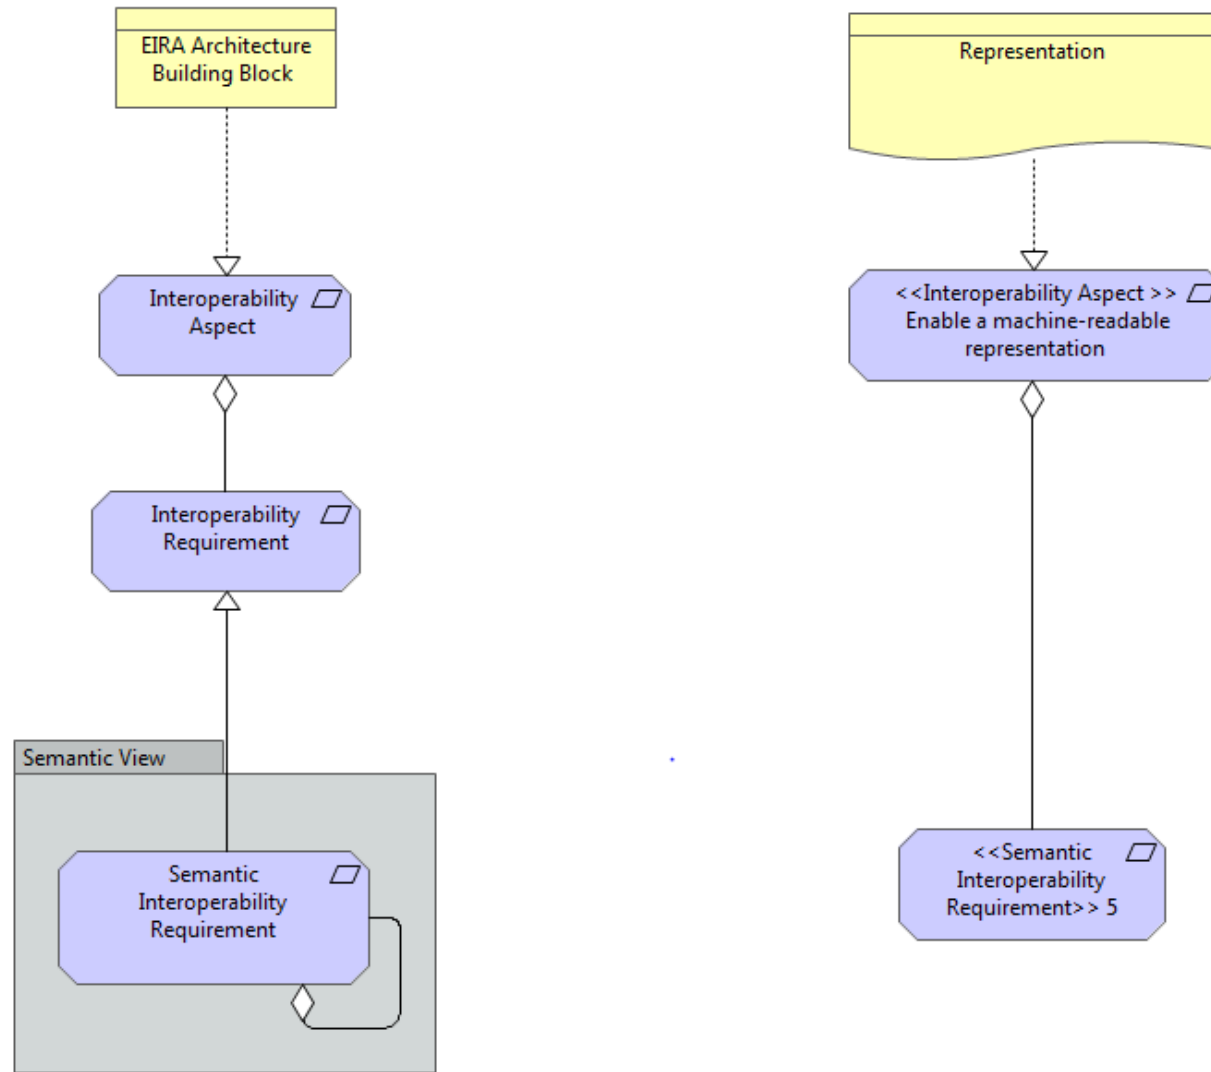 EIRA Architecture
Building Block
Interoperability
Aspect
Interoperability
Requirement
Semantic View
Semantic
Interoperability
Requirement
Representation
<<Interoperability Aspect >>
Enable a machine-readable
representation
<<Semantic
Interoperability
Requirement>> 5